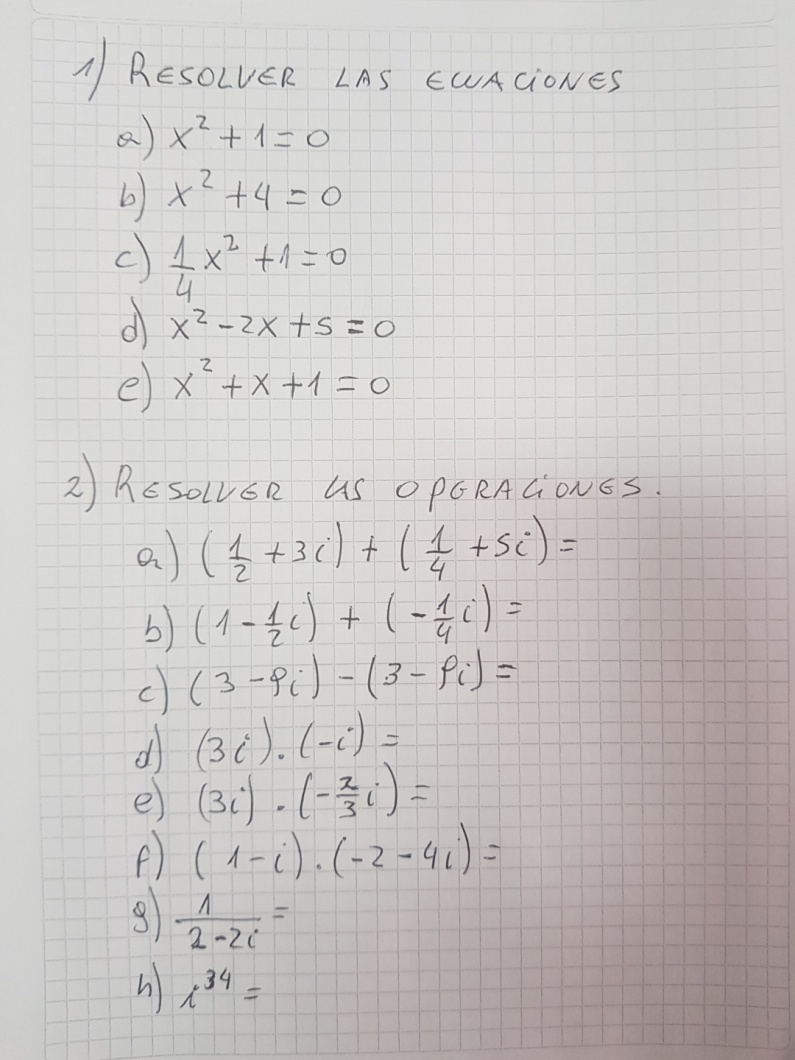 1) RESOLVER LAS ECUACIONES
a) x² + 1 = 0
b) x² + 4 = 0
c) 1/4 x² + 1 = 0
d) x² - 2x + 5 = 0
e) x² + x + 1 = 0
2) RESOLVER LAS OPERACIONES.
a) (1/2 + 3i) + (1/4 + 5i) =
b) (1 - 1/2 i) + (- 1/4 i) =
c) (3 - 8i) - (3 - 8i) =
d) (3i) . (-i) =
e) (3i) . (- 2/3 i) =
f) (1 - i) . (-2 - 4i) =
g) 1/(2 - 2i) =
h) i³⁴ =